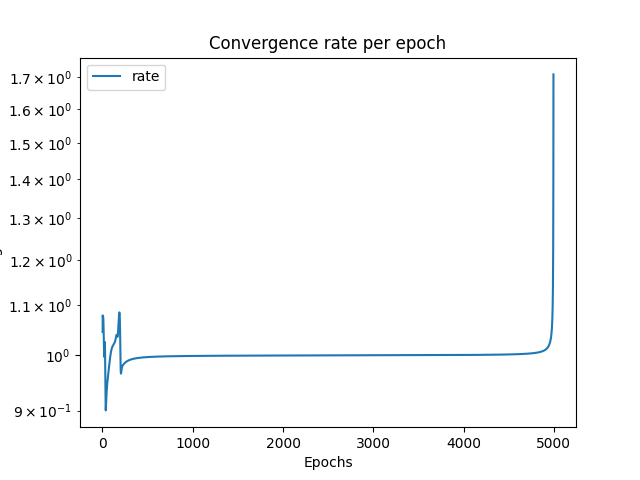 Convergence rate per epoch
rate
1.7 × 10⁰
1.6 × 10⁰
1.5 × 10⁰
1.4 × 10⁰
1.3 × 10⁰
1.2 × 10⁰
1.1 × 10⁰
10⁰
9 × 10⁻¹
0 1000 2000 3000 4000 5000
Epochs